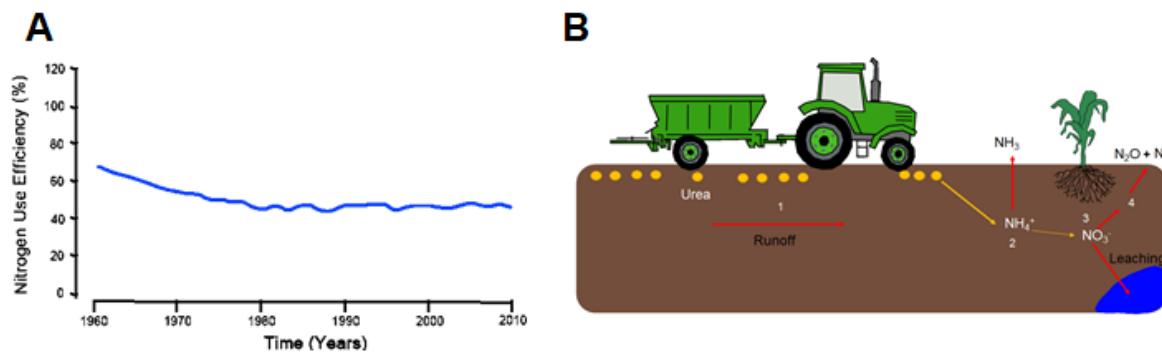 A
Nitrogen Use Efficiency (%)
120
100
80
60
40
20
0
1960
1970
1980
1990
2000
2010
Time (Years)
B
Urea
1
Runoff
NH₃
NH₄⁺
2
3
NO₃⁻
4
N₂O + N
Leaching